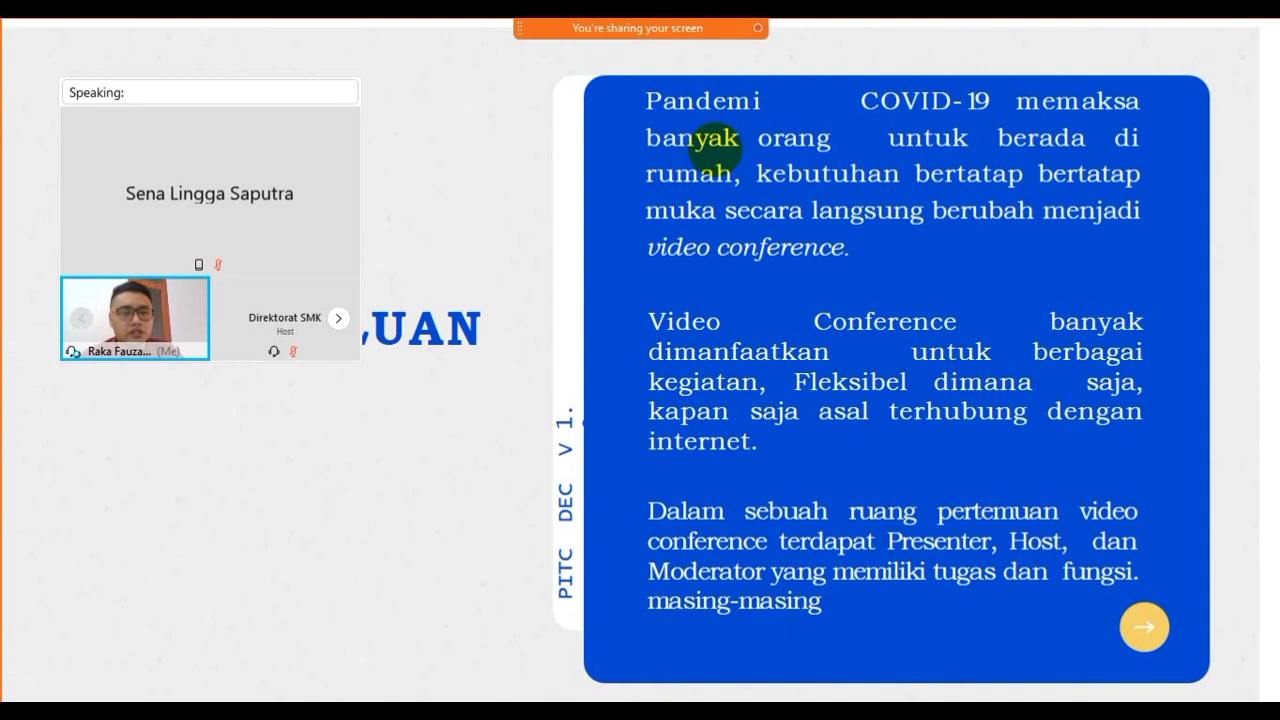 You're sharing your screen
Speaking:
Sena Lingga Saputra
Raka Fauza... (Me)
Direktorat SMK
Host
LUAN
PITC DEC V 1.
Pandemi COVID-19 memaksa
banyak orang untuk berada di
rumah, kebutuhan bertatap bertatap
muka secara langsung berubah menjadi
video conference.
Video Conference banyak
dimanfaatkan untuk berbagai
kegiatan, Fleksibel dimana saja,
kapan saja asal terhubung dengan
internet.
Dalam sebuah ruang pertemuan video
conference terdapat Presenter, Host, dan
Moderator yang memiliki tugas dan fungsi.
masing-masing